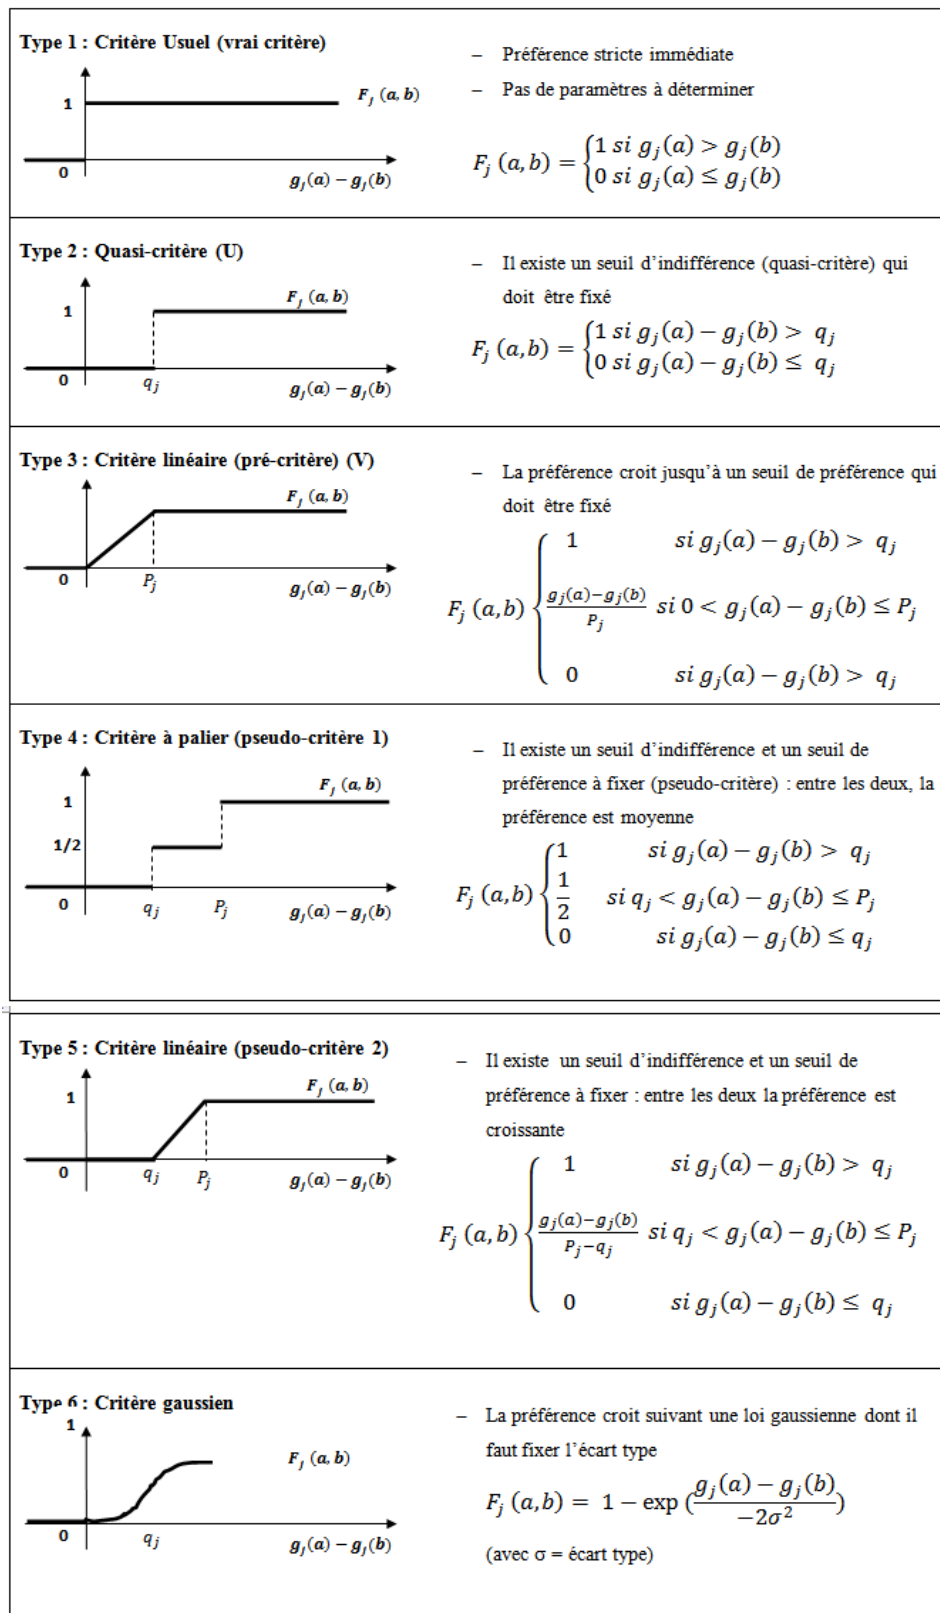 Type 1 : Critère Usuel (vrai critère)
1
F_j (a, b)
0
g_j(a) − g_j(b)
– Préférence stricte immédiate
– Pas de paramètres à déterminer
F_j (a, b) = {1 si g_j(a) > g_j(b)
0 si g_j(a) ≤ g_j(b)
Type 2 : Quasi-critère (U)
F_j (a, b)
1
0
q_j
g_j(a) − g_j(b)
– Il existe un seuil d'indifférence (quasi-critère) qui
doit être fixé
F_j (a,b) = {1 si g_j(a) − g_j(b) > q_j
0 si g_j(a) − g_j(b) ≤ q_j
Type 3 : Critère linéaire (pré-critère) (V)
F_j (a, b)
0
P_j
g_j(a) − g_j(b)
– La préférence croit jusqu'à un seuil de préférence qui
doit être fixé
1 si g_j(a) − g_j(b) > q_j
F_j (a,b) { (g_j(a)−g_j(b))/P_j si 0 < g_j(a) − g_j(b) ≤ P_j
0 si g_j(a) − g_j(b) > q_j
Type 4 : Critère à palier (pseudo-critère 1)
F_j (a, b)
1
1/2
0
q_j
P_j
g_j(a) − g_j(b)
– Il existe un seuil d'indifférence et un seuil de
préférence à fixer (pseudo-critère) : entre les deux, la
préférence est moyenne
1 si g_j(a) − g_j(b) > q_j
F_j (a,b) { 1/2 si q_j < g_j(a) − g_j(b) ≤ P_j
0 si g_j(a) − g_j(b) ≤ q_j
Type 5 : Critère linéaire (pseudo-critère 2)
F_j (a, b)
1
0
q_j
P_j
g_j(a) − g_j(b)
– Il existe un seuil d'indifférence et un seuil de
préférence à fixer : entre les deux la préférence est
croissante
1 si g_j(a) − g_j(b) > q_j
F_j (a,b) { (g_j(a)−g_j(b))/(P_j−q_j) si q_j < g_j(a) − g_j(b) ≤ P_j
0 si g_j(a) − g_j(b) ≤ q_j
Type 6 : Critère gaussien
1
F_j (a, b)
0
q_j
g_j(a) − g_j(b)
– La préférence croit suivant une loi gaussienne dont il
faut fixer l'écart type
F_j (a,b) = 1 − exp ((g_j(a) − g_j(b))/(−2σ²))
(avec σ = écart type)